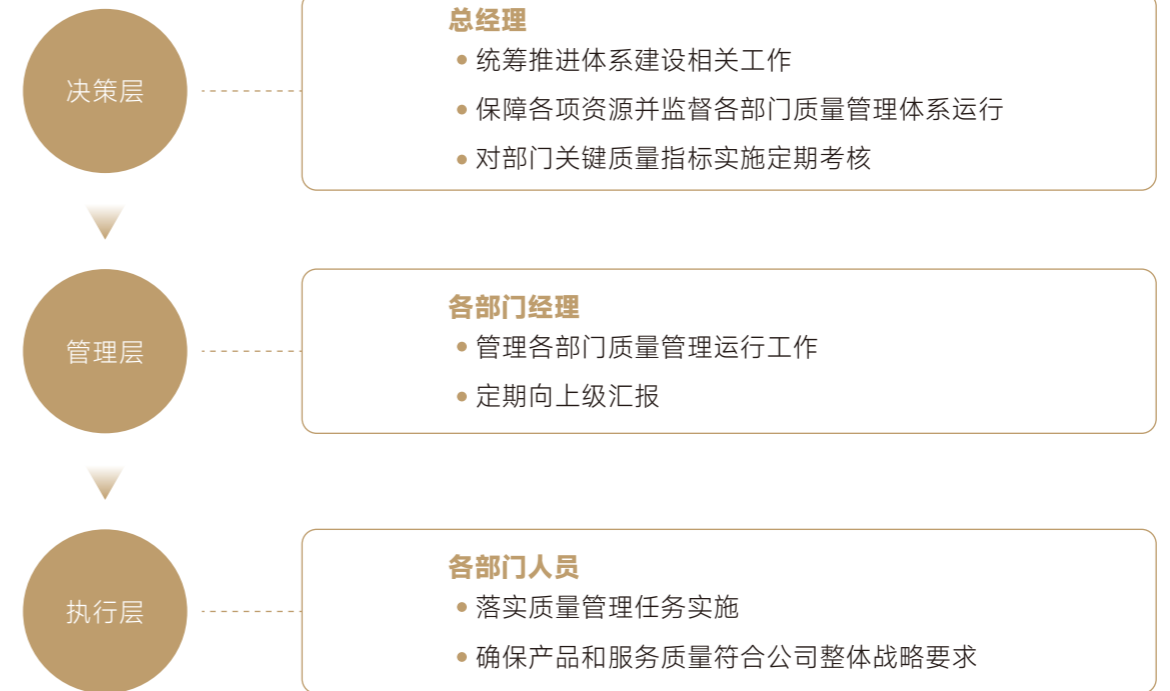 决策层
总经理
统筹推进体系建设相关工作
保障各项资源并监督各部门质量管理体系运行
对部门关键质量指标实施定期考核
管理层
各部门经理
管理各部门质量管理运行工作
定期向上级汇报
执行层
各部门人员
落实质量管理任务实施
确保产品和服务质量符合公司整体战略要求